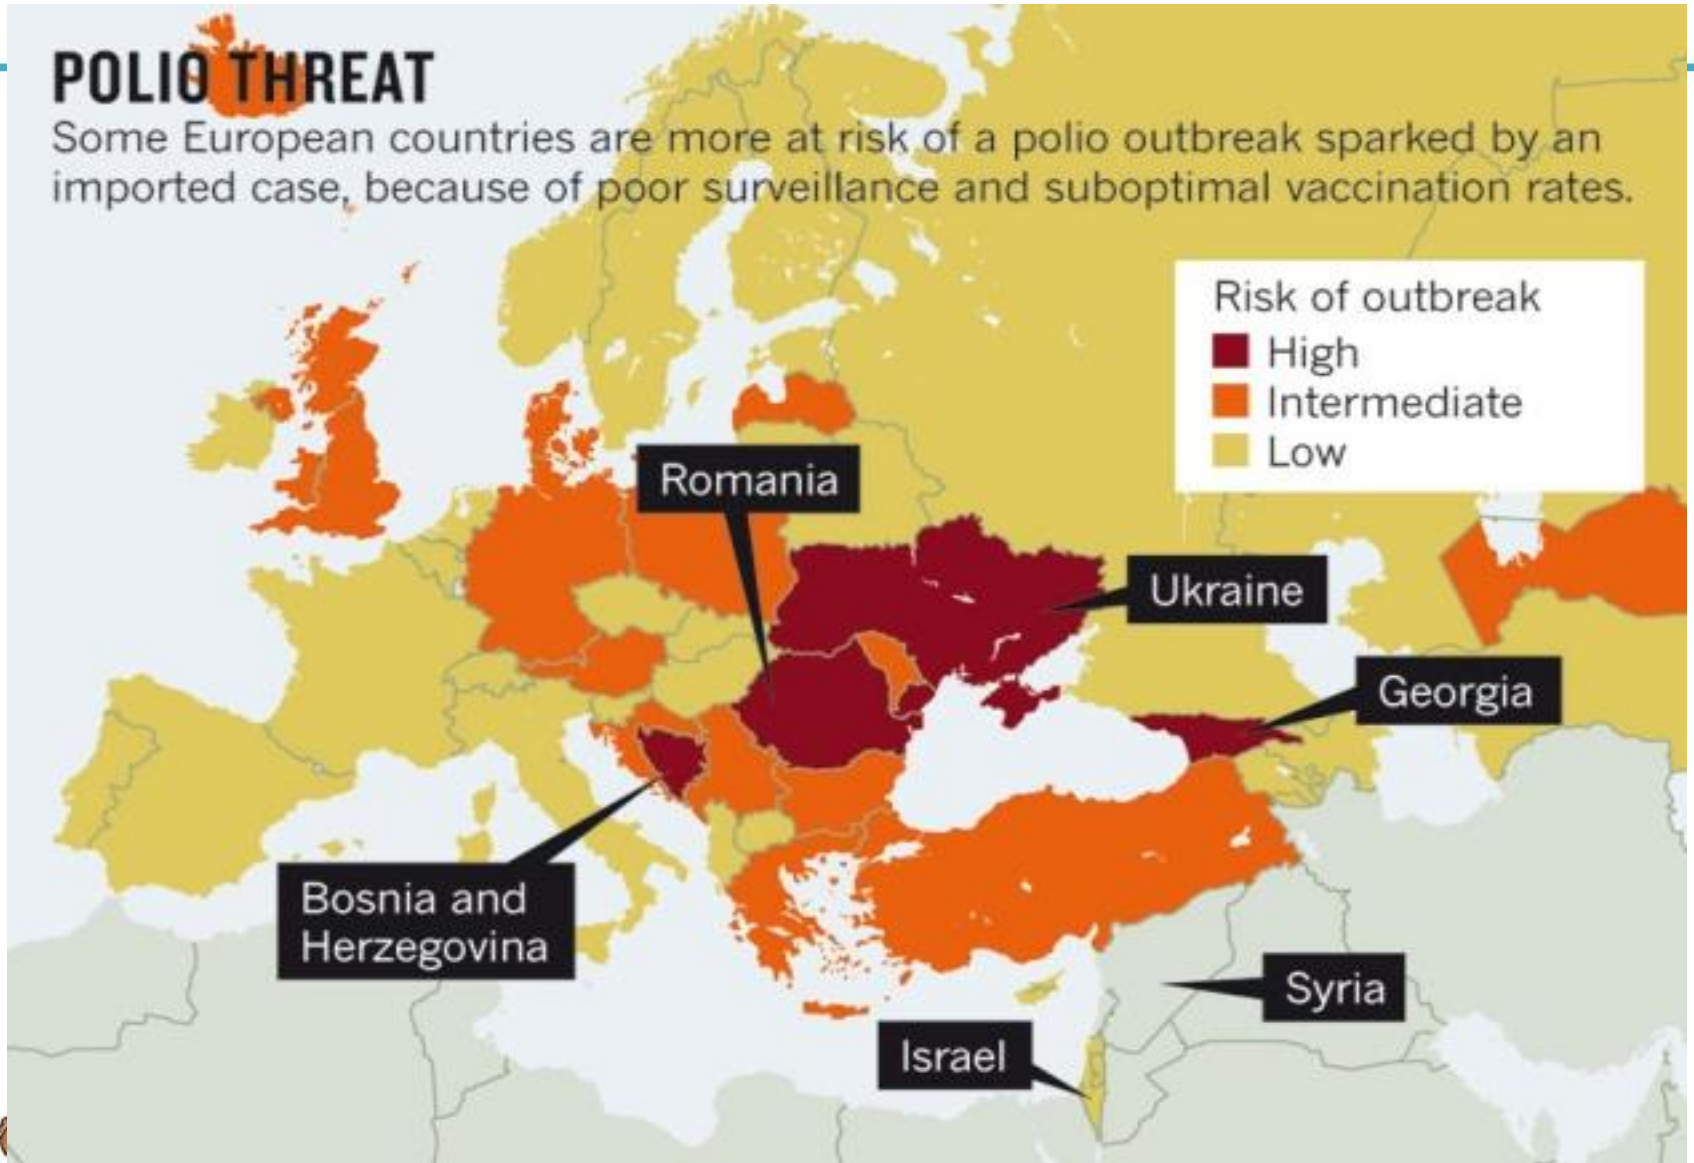 POLIO THREAT
Some European countries are more at risk of a polio outbreak sparked by an
imported case, because of poor surveillance and suboptimal vaccination rates.
Risk of outbreak
High
Intermediate
Low
Romania
Ukraine
Georgia
Bosnia and
Herzegovina
Syria
Israel